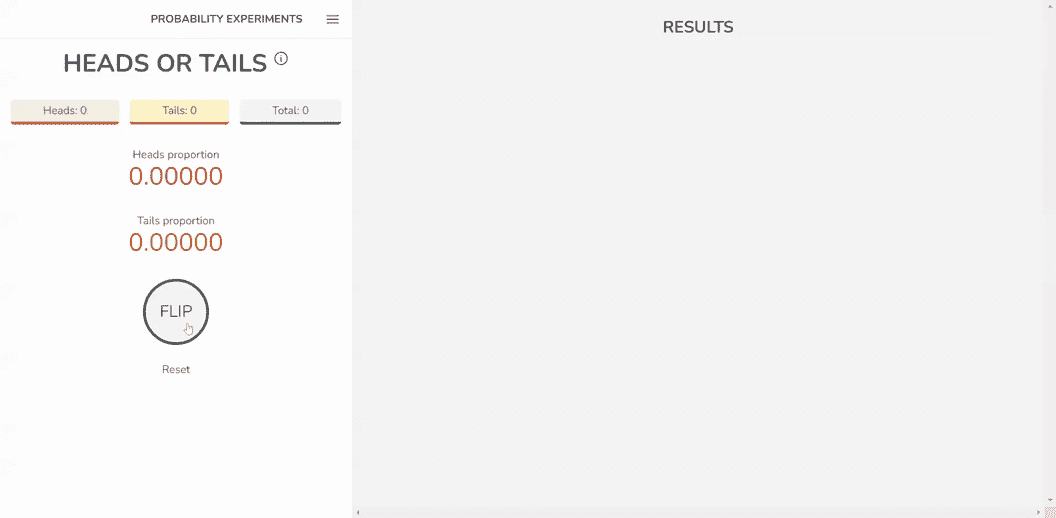 PROBABILITY EXPERIMENTS
HEADS OR TAILS
Heads: 0 Tails: 0 Total: 0
Heads proportion
0.00000
Tails proportion
0.00000
FLIP
Reset
RESULTS